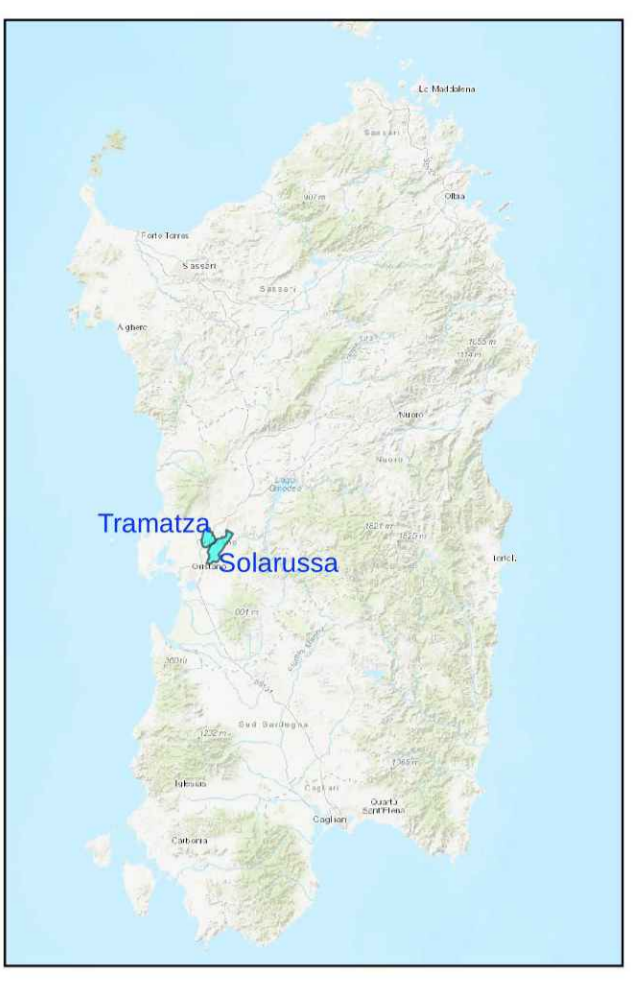 La Maddalena
Sassari
Olbia
Porto Torres
Sassari
Sassari
Alghero
Nuoro
Nuoro
Lago
Omodeo
Tramatza
Solarussa
Sud Sardegna
1232 m
Iglesias
Cagliari
Quartu
Sant'Elena
Cagliari
Carbonia